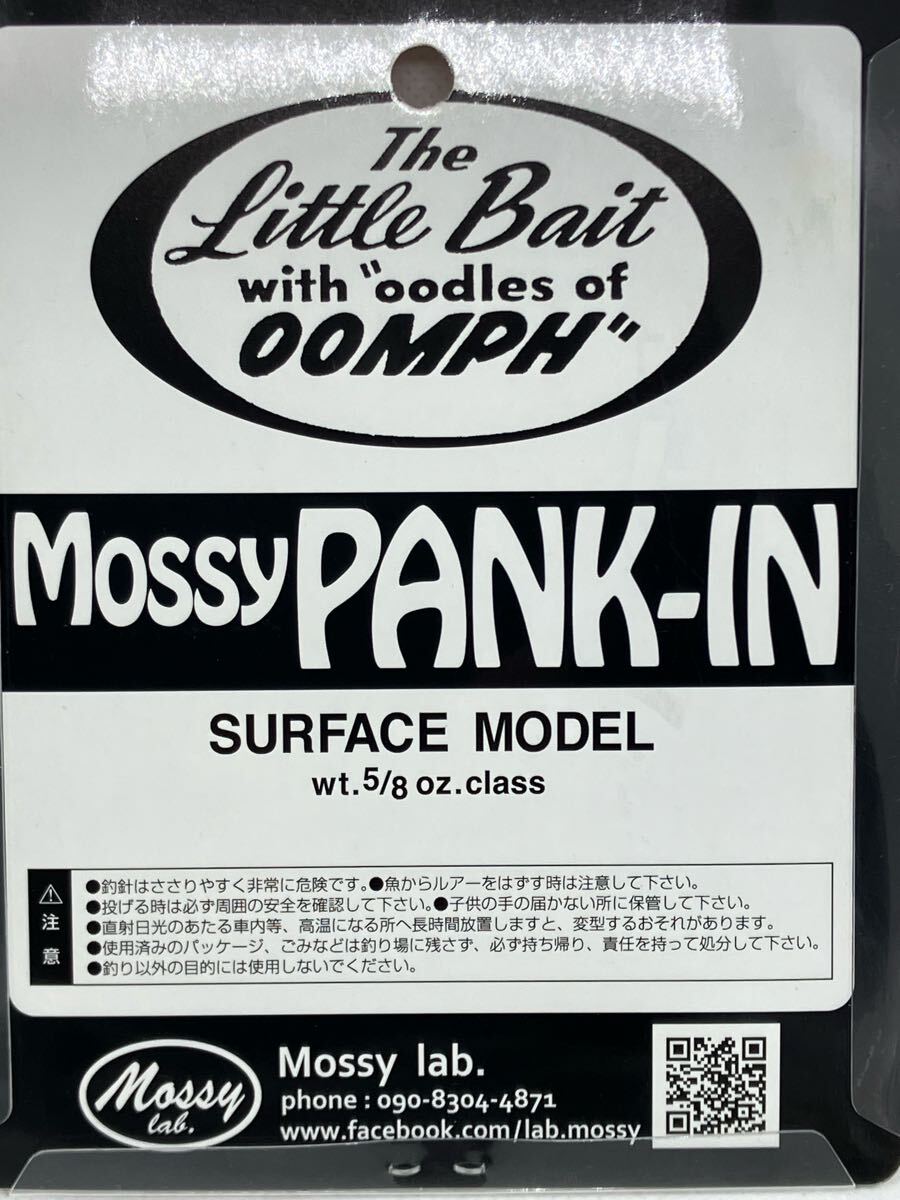 The
Little Bait
with "oodles of
OOMPH"
Mossy PANK-IN
SURFACE MODEL
wt.5/8 oz.class
注意
●釣針はささりやすく非常に危険です。●魚からルアーをはずす時は注意して下さい。
●投げる時は必ず周囲の安全を確認して下さい。●子供の手の届かない所に保管して下さい。
●直射日光のあたる車内等、高温になる所へ長時間放置しますと、変型するおそれがあります。
●使用済みのパッケージ、ごみなどは釣り場に残さず、必ず持ち帰り、責任を持って処分して下さい。
●釣り以外の目的には使用しないでください。
Mossy
lab.
Mossy lab.
phone : 090-8304-4871
www.facebook.com/lab.mossy